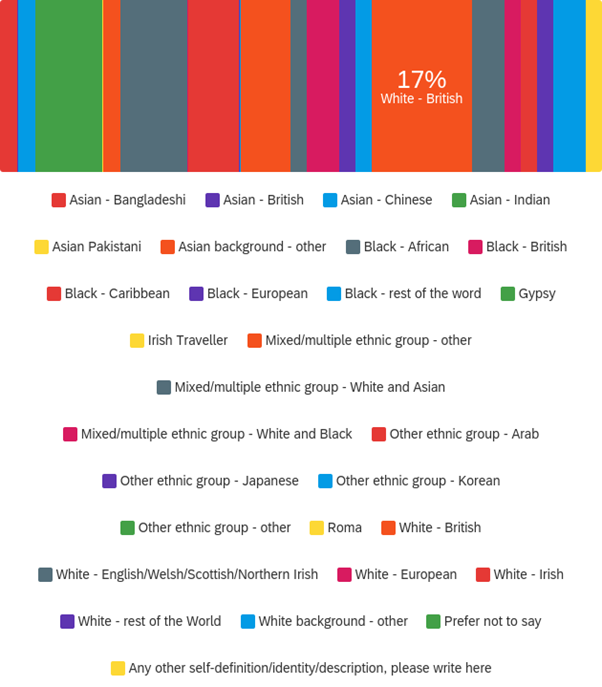 17%
White - British
Asian - Bangladeshi Asian - British Asian - Chinese Asian - Indian
Asian Pakistani Asian background - other Black - African Black - British
Black - Caribbean Black - European Black - rest of the word Gypsy
Irish Traveller Mixed/multiple ethnic group - other
Mixed/multiple ethnic group - White and Asian
Mixed/multiple ethnic group - White and Black Other ethnic group - Arab
Other ethnic group - Japanese Other ethnic group - Korean
Other ethnic group - other Roma White - British
White - English/Welsh/Scottish/Northern Irish White - European White - Irish
White - rest of the World White background - other Prefer not to say
Any other self-definition/identity/description, please write here